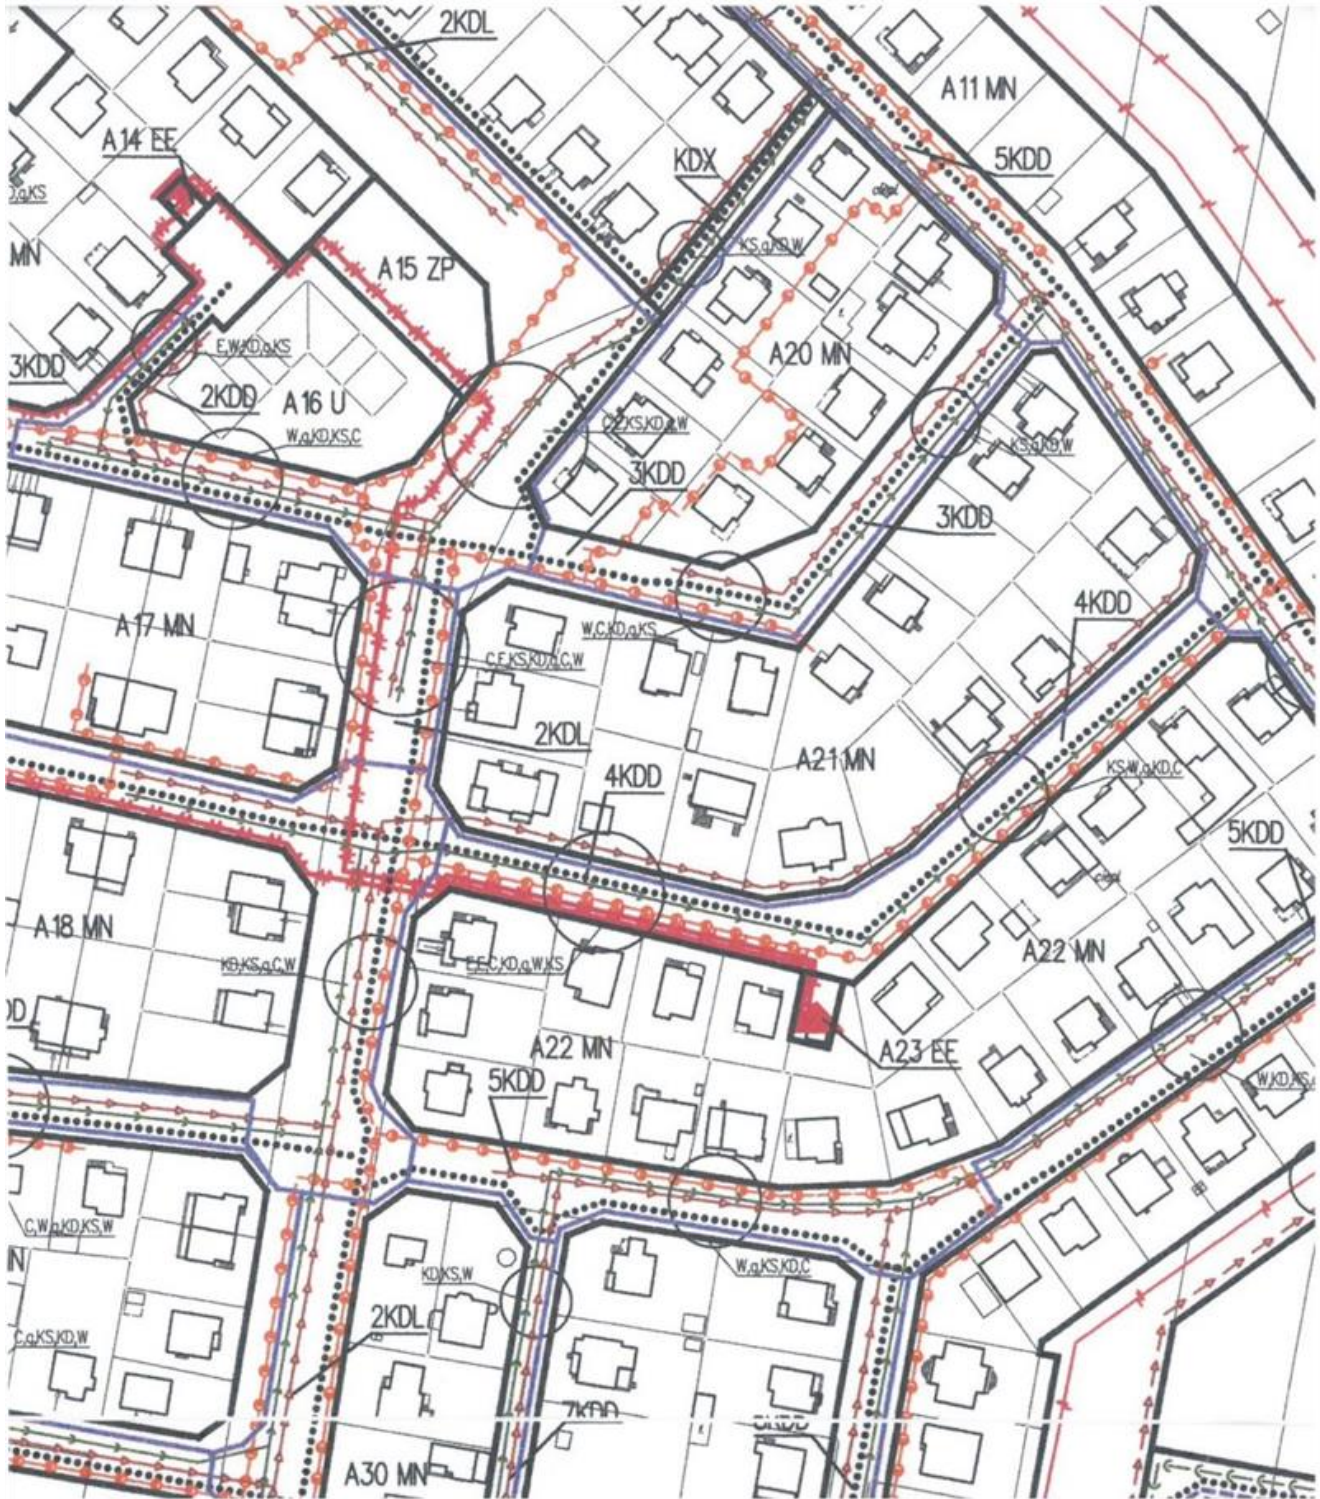 2KDL
A11 MN
A14 EE
KDX
5KDD
KS
MN
KS,g,KD,W
A15 ZP
E,W,KD,g,KS
A20 MN
3KDD
2KDD
A16 U
W,g,KD,KS,C
C,E,KS,KD,g,W
KS,g,KD,W
3KDD
3KDD
A17 MN
W,C,KD,g,KS
4KDD
2KDL
A21 MN
KS,W,g,KD,C
4KDD
5KDD
A18 MN
KD,KS,g,C,W
E,E,C,KD,g,W,KS
A22 MN
A22 MN
A23 EE
5KDD
C,W,g,KD,KS,W
KD,KS,W
W,g,KS,KD,C
C,g,KS,KD,W
2KDL
7KDD
A30 MN